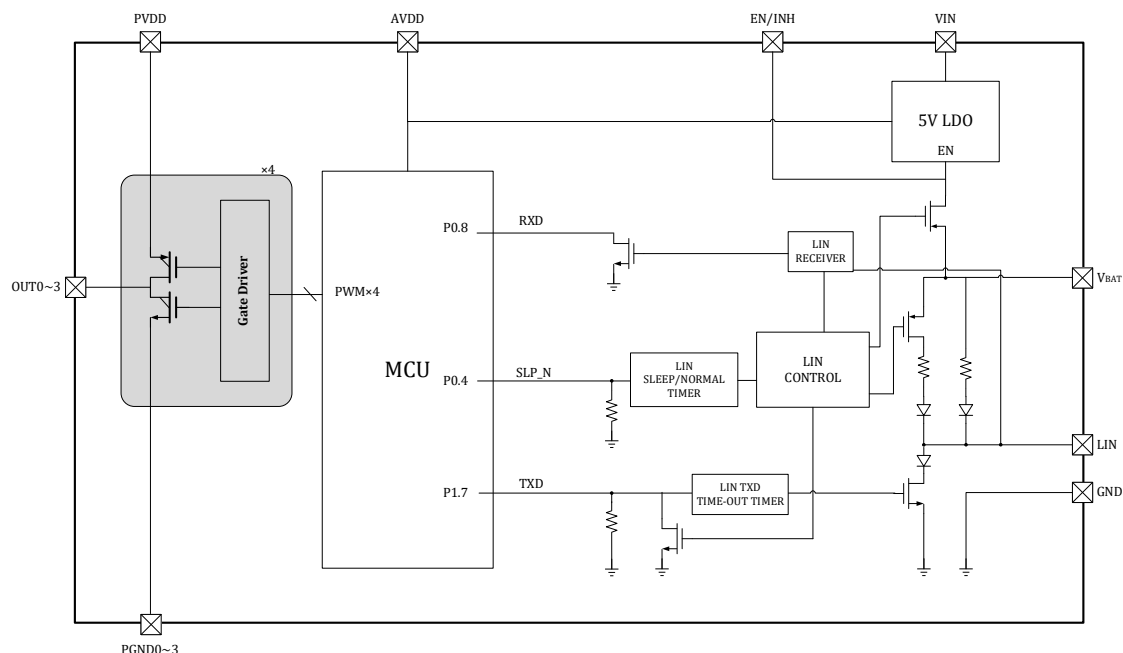 PVDD
AVDD
EN/INH
VIN
5V LDO
EN
×4
P0.8
RXD
LIN
RECEIVER
OUT0~3
Gate Driver
PWM×4
VBAT
MCU
LIN
CONTROL
P0.4
SLP_N
LIN
SLEEP/NORMAL
TIMER
LIN
GND
P1.7
TXD
LIN TXD
TIME-OUT TIMER
PGND0~3